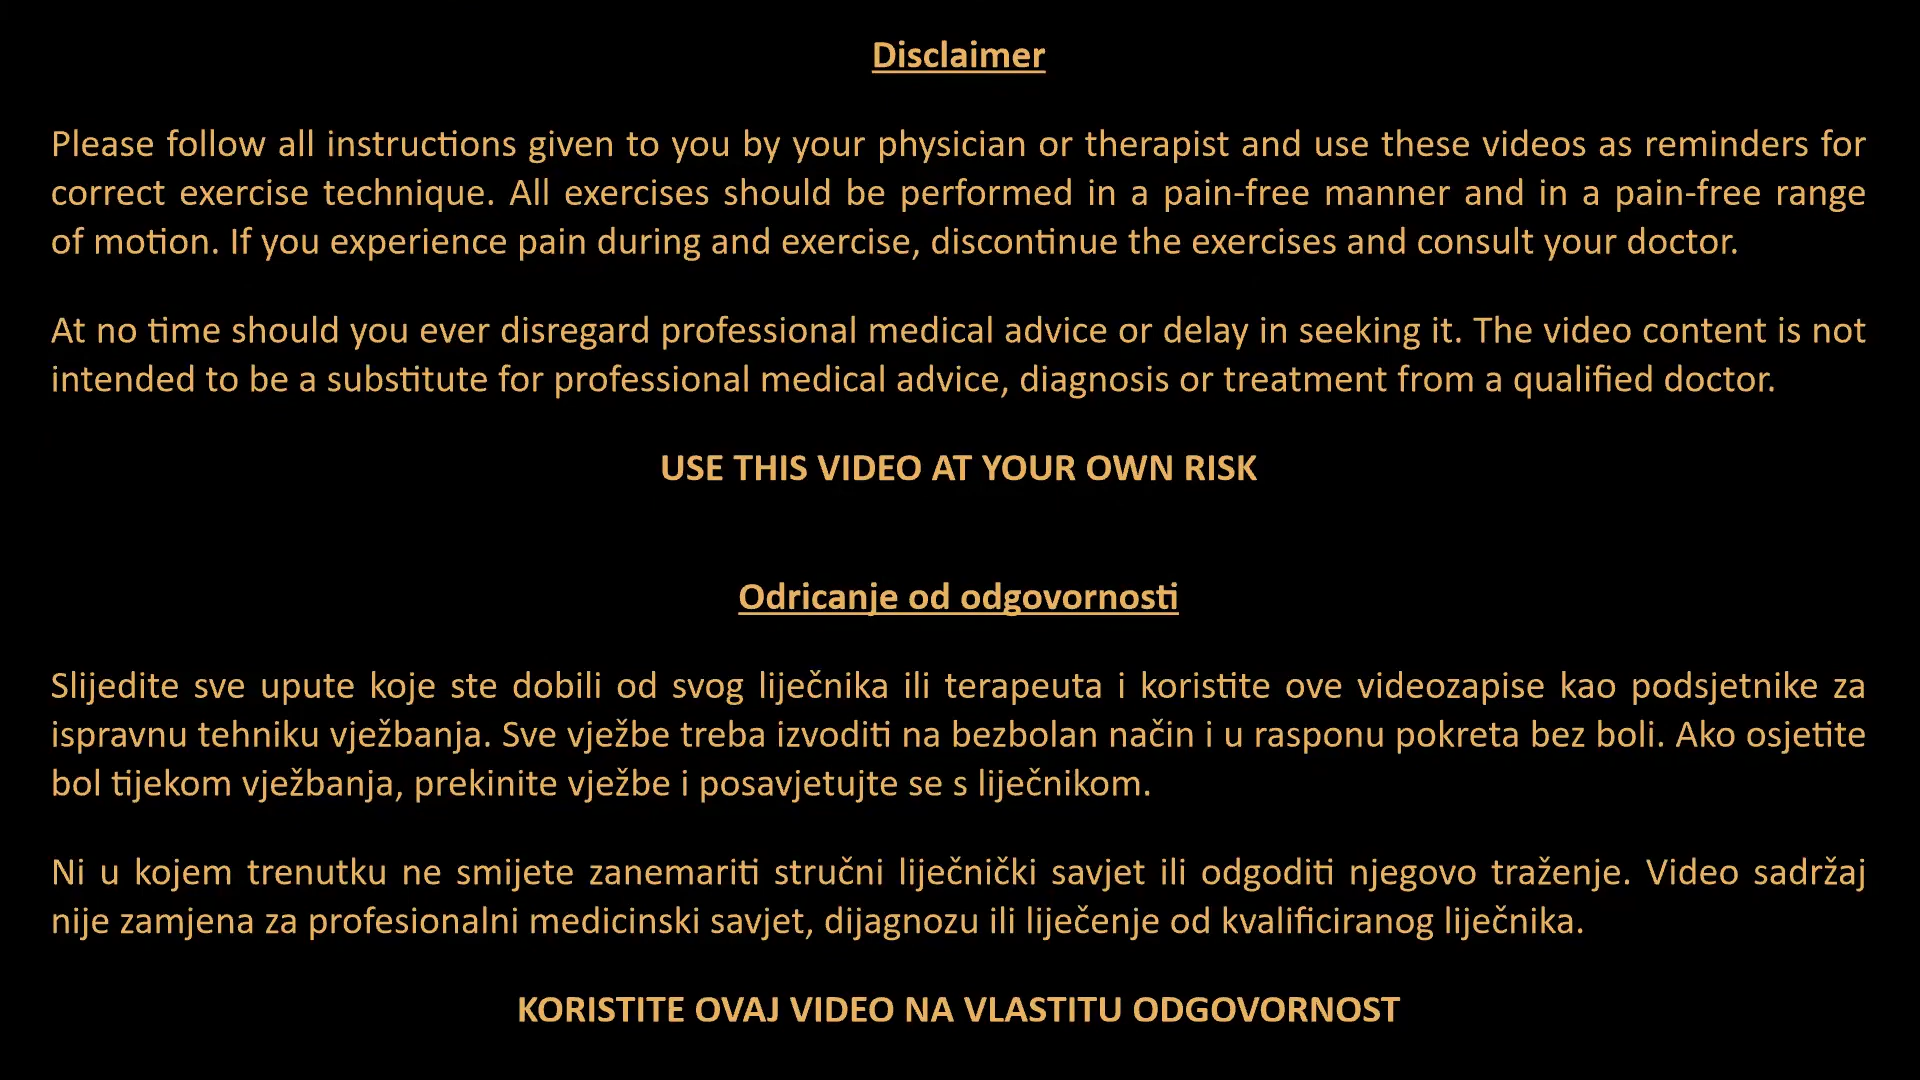 Disclaimer
Please follow all instructions given to you by your physician or therapist and use these videos as reminders for
correct exercise technique. All exercises should be performed in a pain-free manner and in a pain-free range
of motion. If you experience pain during and exercise, discontinue the exercises and consult your doctor.
At no time should you ever disregard professional medical advice or delay in seeking it. The video content is not
intended to be a substitute for professional medical advice, diagnosis or treatment from a qualified doctor.
USE THIS VIDEO AT YOUR OWN RISK
Odricanje od odgovornosti
Slijedite sve upute koje ste dobili od svog liječnika ili terapeuta i koristite ove videozapise kao podsjetnike za
ispravnu tehniku vježbanja. Sve vježbe treba izvoditi na bezbolan način i u rasponu pokreta bez boli. Ako osjetite
bol tijekom vježbanja, prekinite vježbe i posavjetujte se s liječnikom.
Ni u kojem trenutku ne smijete zanemariti stručni liječnički savjet ili odgoditi njegovo traženje. Video sadržaj
nije zamjena za profesionalni medicinski savjet, dijagnozu ili liječenje od kvalificiranog liječnika.
KORISTITE OVAJ VIDEO NA VLASTITU ODGOVORNOST